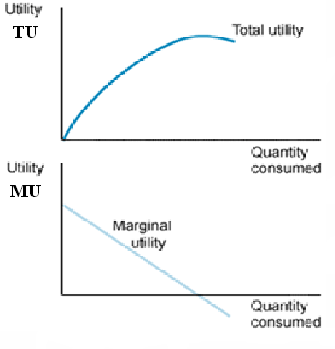 Utility
TU
Total utility
Quantity
consumed
Utility
MU
Marginal
utility
Quantity
consumed